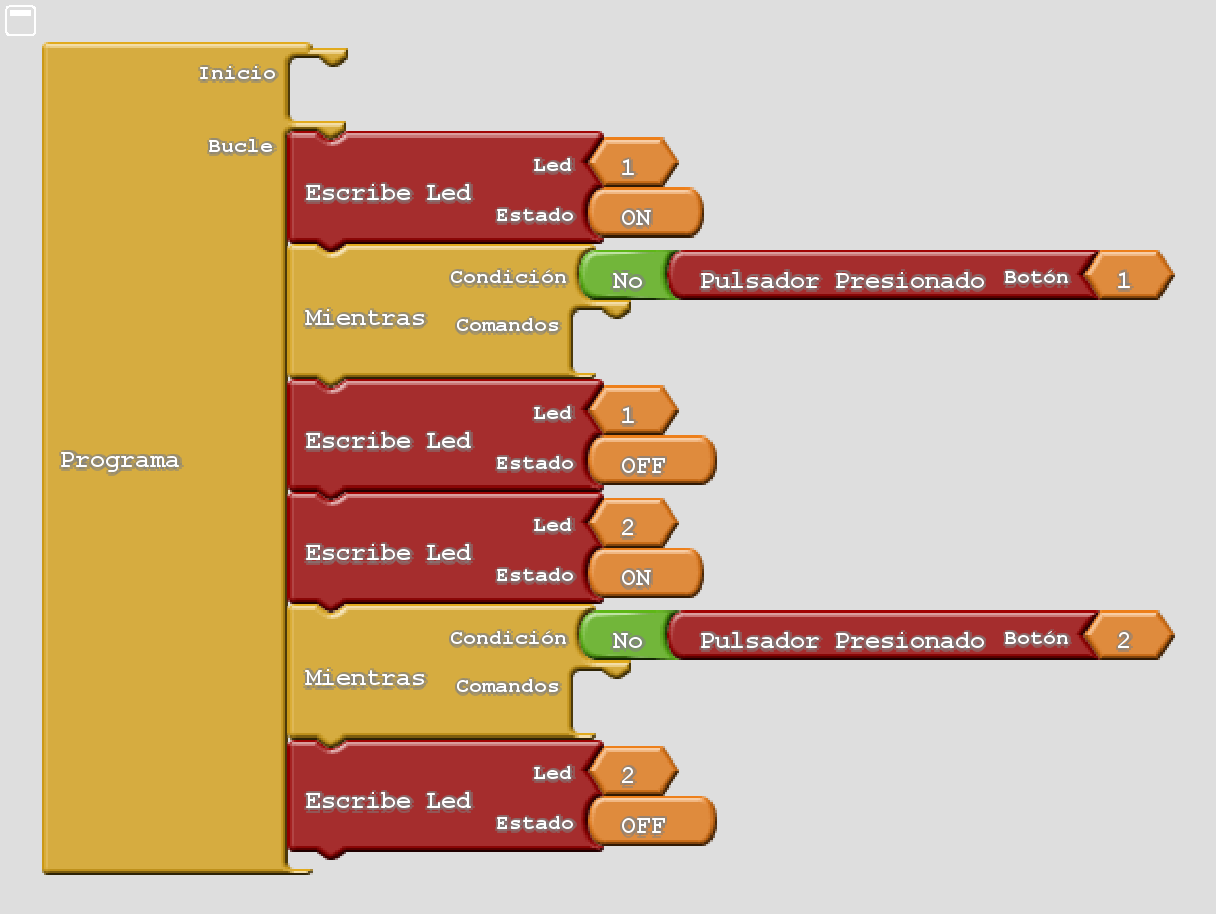 Inicio
Bucle
Led 1
Escribe Led
Estado ON
Condición No Pulsador Presionado Botón 1
Mientras Comandos
Led 1
Escribe Led
Estado OFF
Programa
Led 2
Escribe Led
Estado ON
Condición No Pulsador Presionado Botón 2
Mientras Comandos
Led 2
Escribe Led
Estado OFF